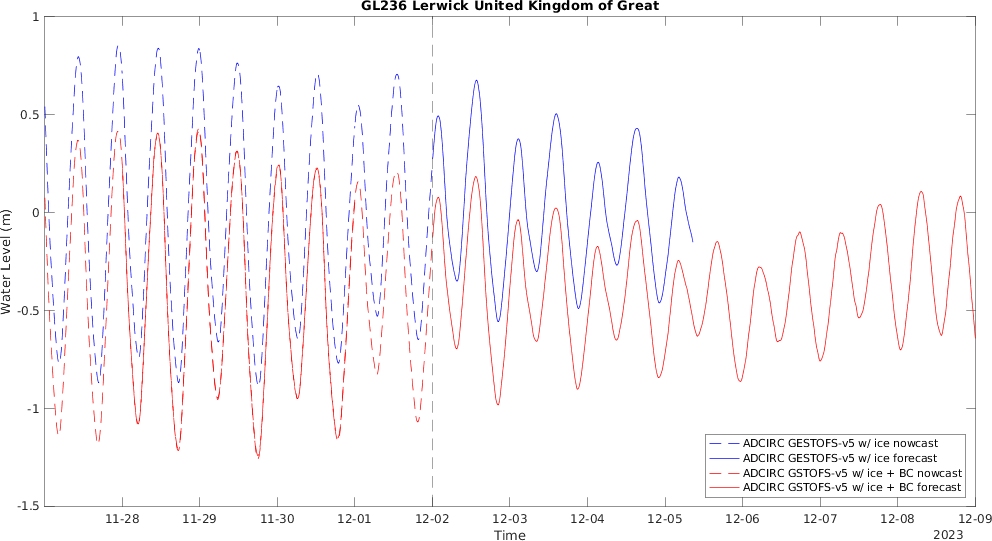 GL236 Lerwick United Kingdom of Great
Water Level (m)
1
0.5
0
-0.5
-1
-1.5
ADCIRC GESTOFS-v5 w/ ice nowcast
ADCIRC GESTOFS-v5 w/ ice forecast
ADCIRC GSTOFS-v5 w/ ice + BC nowcast
ADCIRC GSTOFS-v5 w/ ice + BC forecast
11-28 11-29 11-30 12-01 12-02 12-03 12-04 12-05 12-06 12-07 12-08 12-09
Time
2023